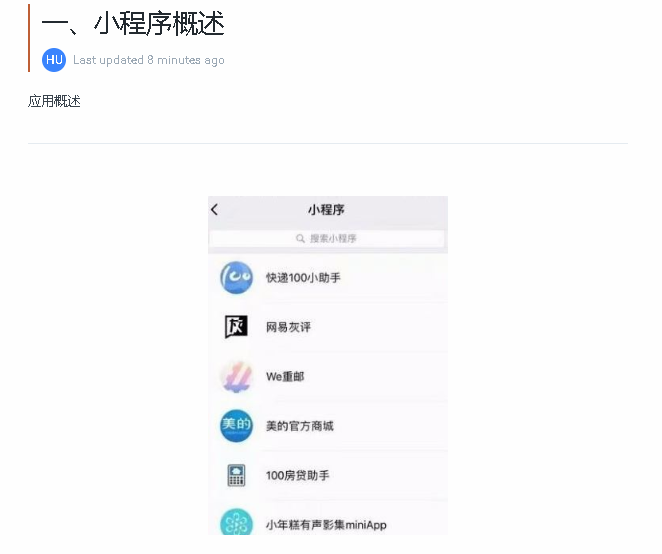 一、小程序概述
HU Last updated 8 minutes ago
应用概述
小程序
搜索小程序
快递100小助手
灰 网易灰评
We重邮
美的 美的官方商城
100房贷助手
小年糕有声影集miniApp